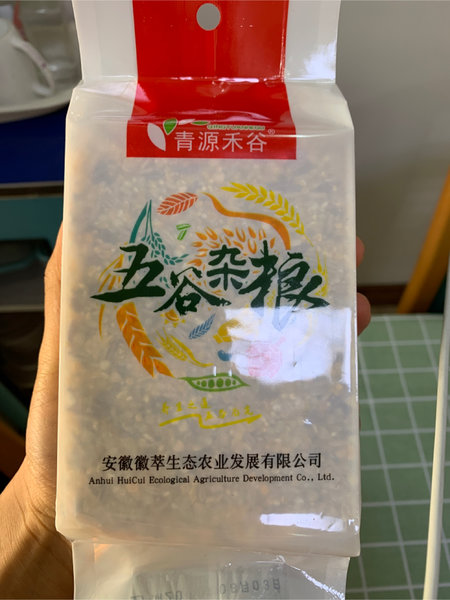 青源禾谷®
五谷杂粮
安徽徽萃生态农业发展有限公司
Anhui HuiCui Ecological Agriculture Development Co., Ltd.